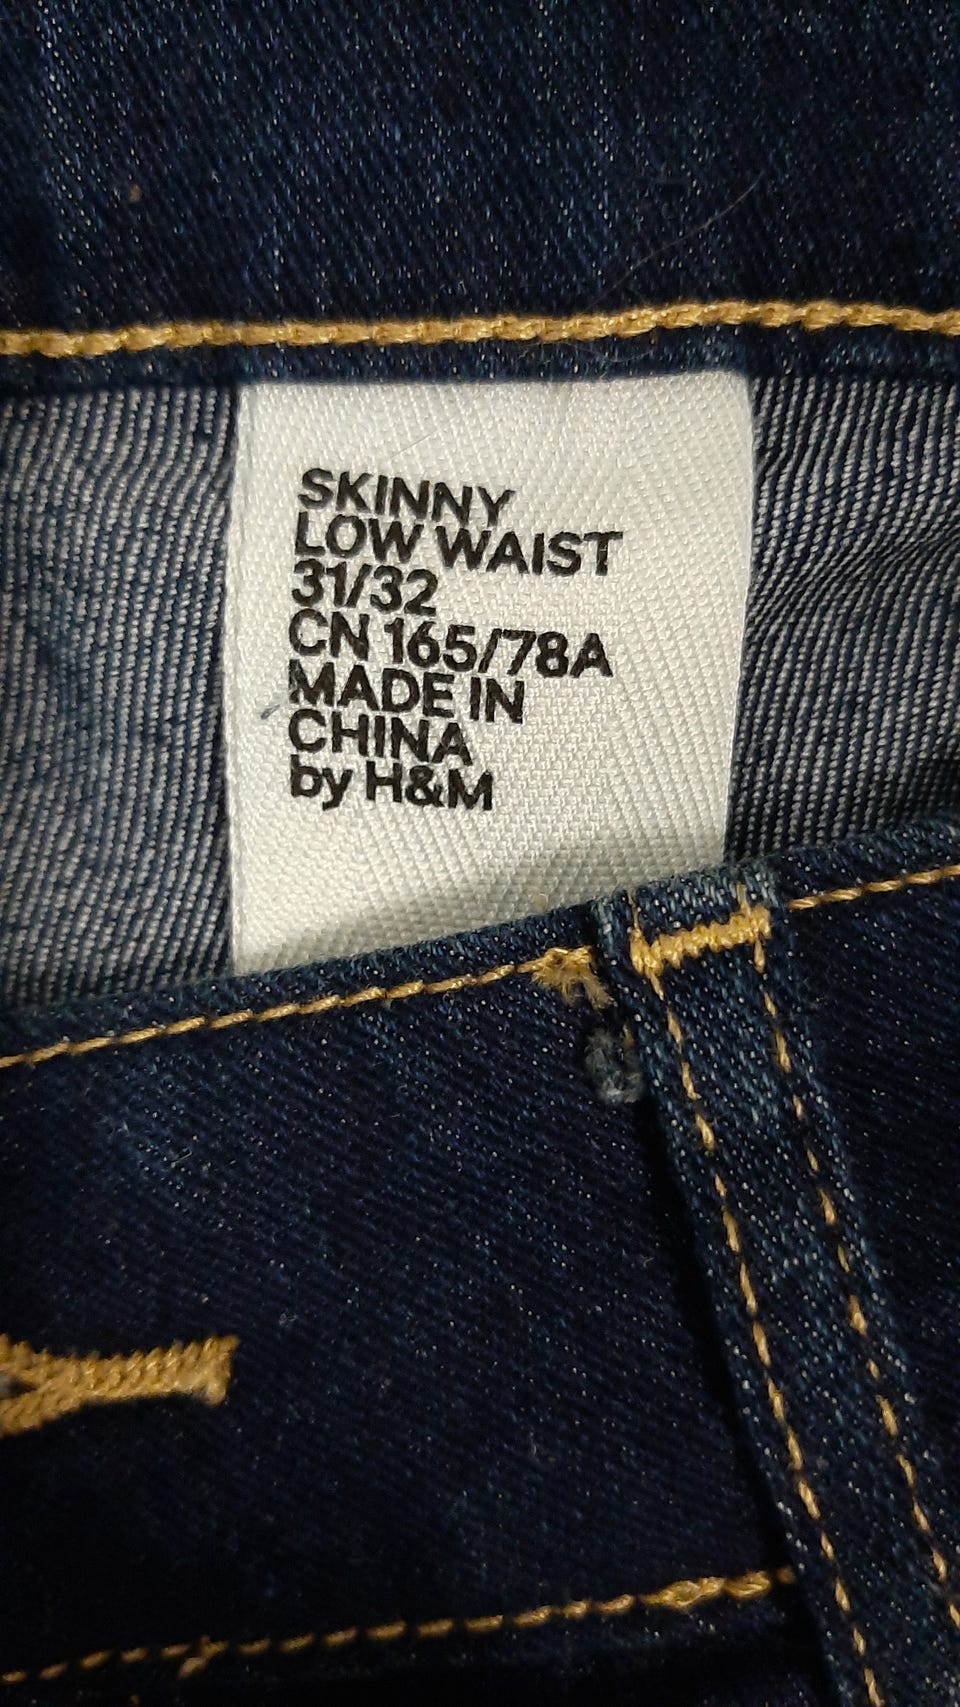 SKINNY
LOW WAIST
31/32
CN 165/78A
MADE IN
CHINA
by H&M